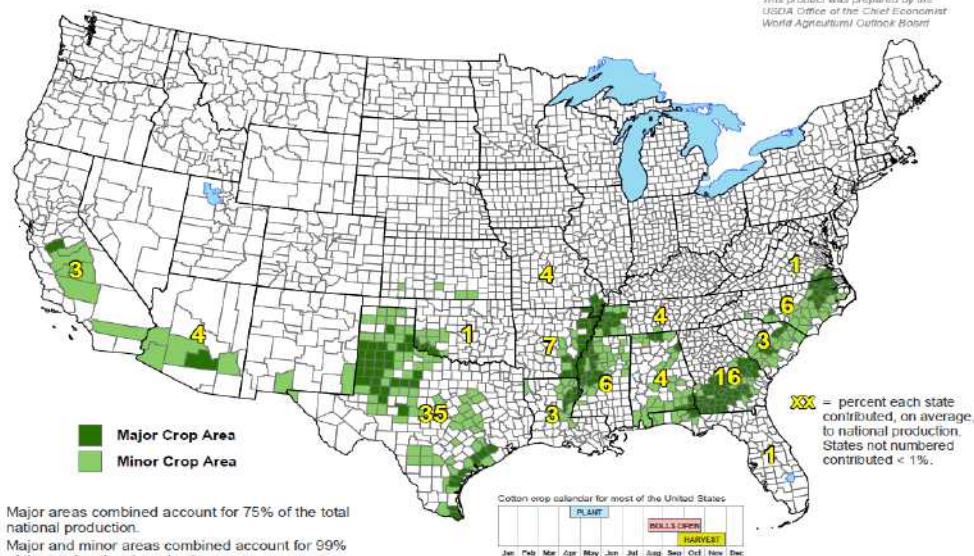 This product was prepared by the
USDA Office of the Chief Economist
World Agricultural Outlook Board
3
4
1
4
7
4
6
1
6
3
16
4
6
3
35
1
xx = percent each state
contributed, on average,
to national production.
States not numbered
contributed < 1%.
Major Crop Area
Minor Crop Area
Major areas combined account for 75% of the total
national production.
Major and minor areas combined account for 99%
Cotton crop calendar for most of the United States
PLANT
BOLLS OPEN
HARVEST
Jan Feb Mar Apr May Jun Jul Aug Sep Oct Nov Dec